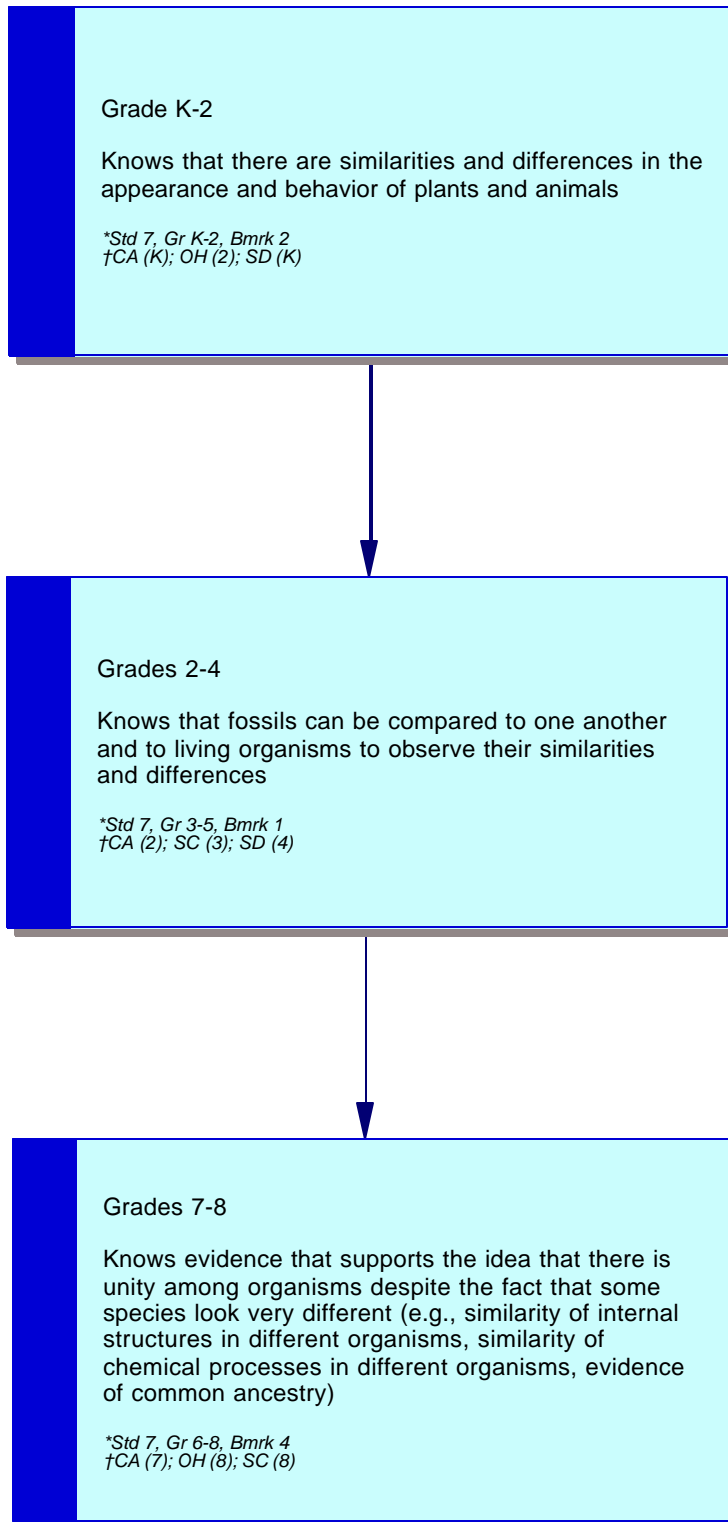 Grade K-2
Knows that there are similarities and differences in the
appearance and behavior of plants and animals
*Std 7, Gr K-2, Bmrk 2
†CA (K); OH (2); SD (K)
Grades 2-4
Knows that fossils can be compared to one another
and to living organisms to observe their similarities
and differences
*Std 7, Gr 3-5, Bmrk 1
†CA (2); SC (3); SD (4)
Grades 7-8
Knows evidence that supports the idea that there is
unity among organisms despite the fact that some
species look very different (e.g., similarity of internal
structures in different organisms, similarity of
chemical processes in different organisms, evidence
of common ancestry)
*Std 7, Gr 6-8, Bmrk 4
†CA (7); OH (8); SC (8)